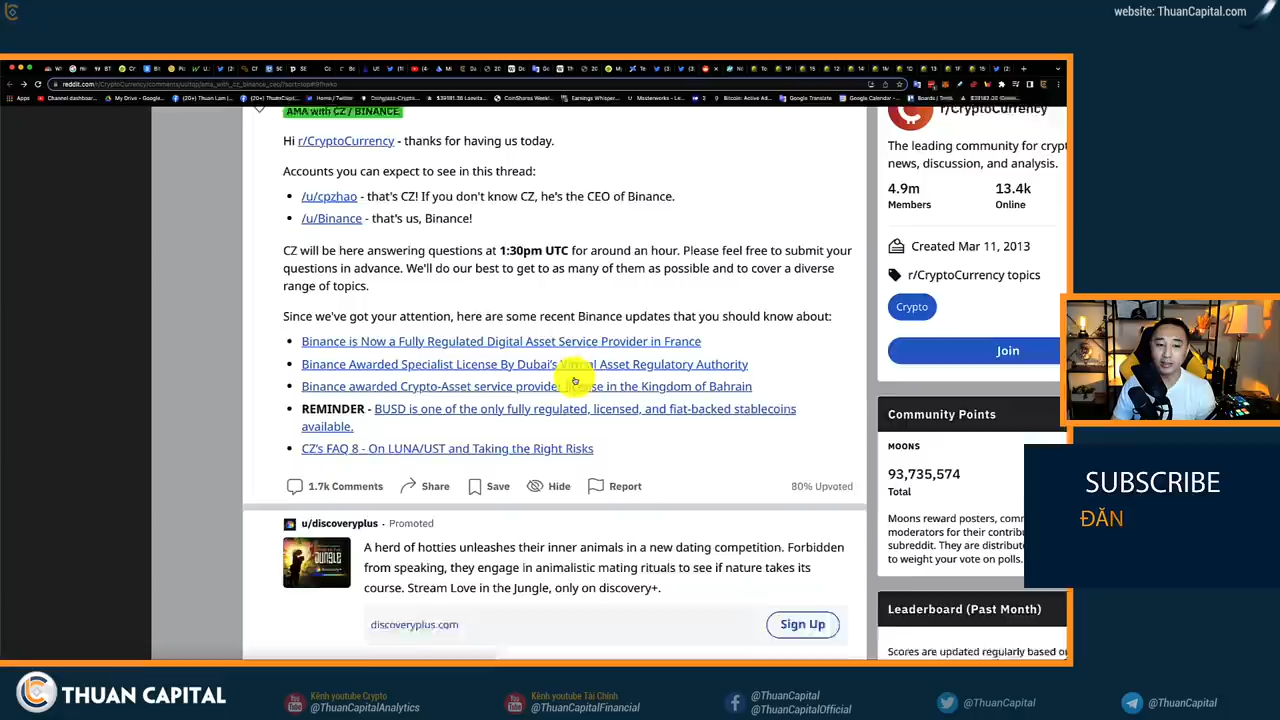 website: ThuanCapital.com
AMA with CZ / BINANCE
Hi r/CryptoCurrency - thanks for having us today.
Accounts you can expect to see in this thread:
/u/cpzhao - that's CZ! If you don't know CZ, he's the CEO of Binance.
/u/Binance - that's us, Binance!
CZ will be here answering questions at 1:30pm UTC for around an hour. Please feel free to submit your
questions in advance. We'll do our best to get to as many of them as possible and to cover a diverse
range of topics.
Since we've got your attention, here are some recent Binance updates that you should know about:
Binance is Now a Fully Regulated Digital Asset Service Provider in France
Binance Awarded Specialist License By Dubai's Virtual Asset Regulatory Authority
Binance awarded Crypto-Asset service provider license in the Kingdom of Bahrain
REMINDER - BUSD is one of the only fully regulated, licensed, and fiat-backed stablecoins
available.
CZ's FAQ 8 - On LUNA/UST and Taking the Right Risks
1.7k Comments Share Save Hide Report 80% Upvoted
u/discoveryplus · Promoted
A herd of hotties unleashes their inner animals in a new dating competition. Forbidden
from speaking, they engage in animalistic mating rituals to see if nature takes its
course. Stream Love in the Jungle, only on discovery+.
discoveryplus.com
Sign Up
r/CryptoCurrency
The leading community for crypt
news, discussion, and analysis.
4.9m 13.4k
Members Online
Created Mar 11, 2013
r/CryptoCurrency topics
Crypto
Join
Community Points
MOONS
93,735,574
Total
Moons reward posters, com
moderators for their contribu
subreddit. They are distribut
to weight your vote on polls.
Leaderboard (Past Month)
Scores are updated regularly based o
SUBSCRIBE
ĐĂN
THUAN CAPITAL
Kênh youtube Crypto
@ThuanCapitalAnalytics
Kênh youtube Tài Chính
@ThuanCapitalFinancial
@ThuanCapital
@ThuanCapitalOfficial
@ThuanCapital
@ThuanCapital